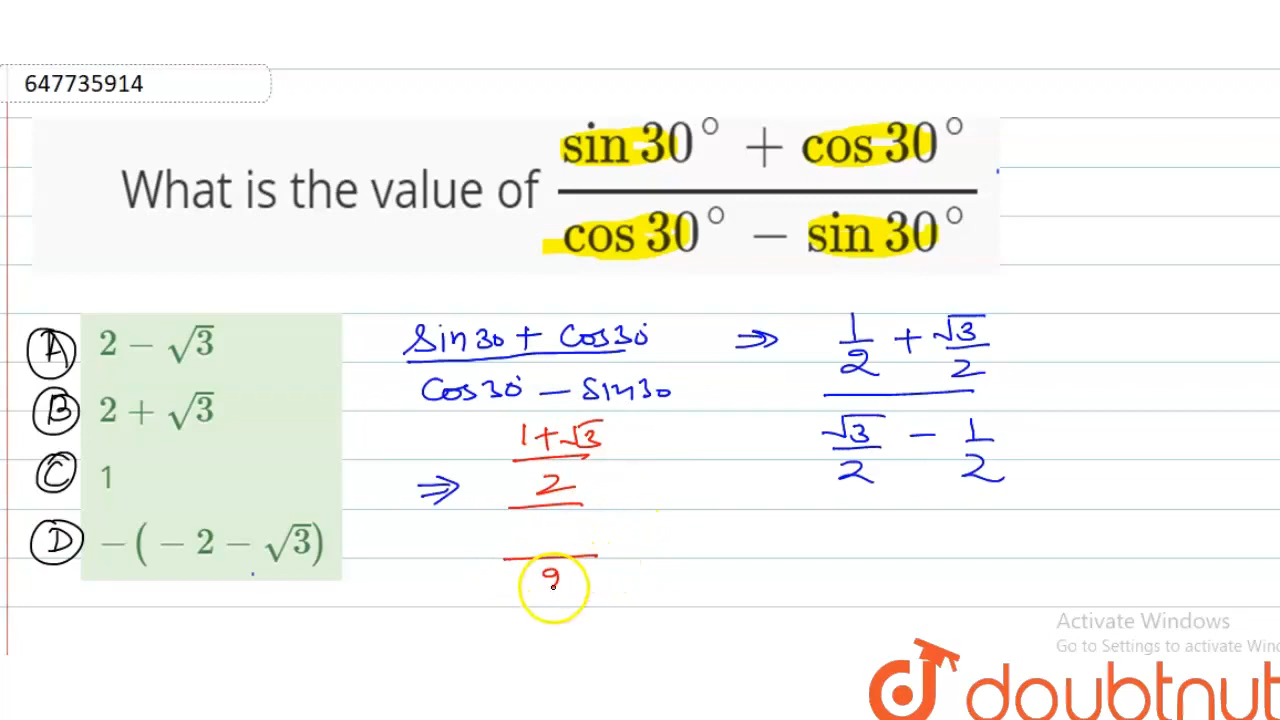 647735914
What is the value of (sin 30° + cos 30°) / (cos 30° − sin 30°)
A 2 − √3
B 2 + √3
C 1
D −(−2 − √3)
Sin30 + Cos30°
Cos30° − Sin30
⇒ 1/2 + √3/2
√3/2 − 1/2
⇒ 1+√3
2
Activate Windows
Go to Settings to activate Win
doubtnut